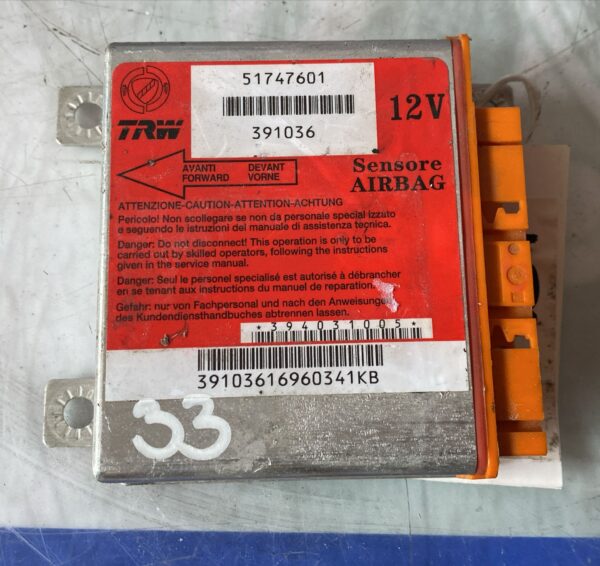 51747601
391036
12V
TRW
AVANTI DEVANT
FORWARD VORNE
Sensore
AIRBAG
ATTENZIONE-CAUTION-ATTENTION-ACHTUNG
Pericolo! Non scollegare se non da personale special izzato
e seguendo le istruzioni del manuale di assistenza tecnica.
Danger: Do not disconnect! This operation is only to be
carried out by skilled operators, following the instructions
given in the service manual.
Danger: Seul le personel specialisé est autorisé à débrancher
en se tenant aux instructions du manuel de reparation.
Gefahr: nur von Fachpersonal und nach den Anweisungen
des Kundendiensthandbuches abtrennen lassen.
*394031005*
39103616960341KB
33